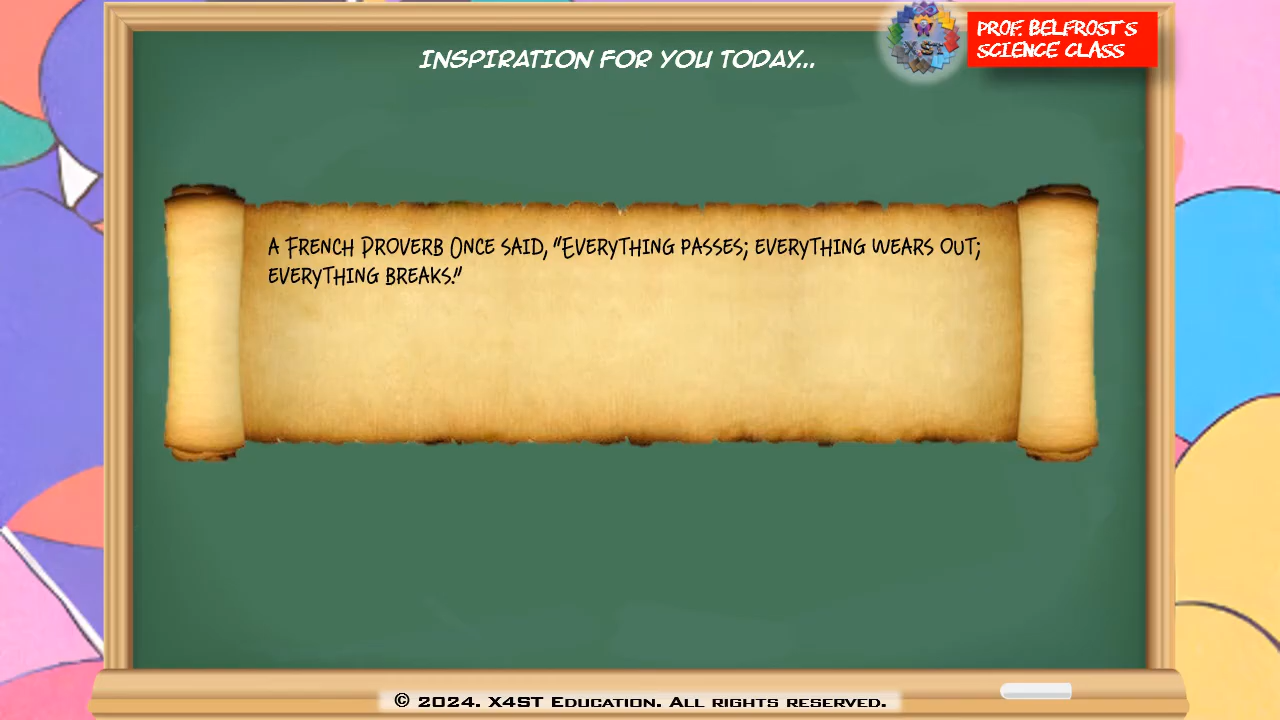 INSPIRATION FOR YOU TODAY...
X4ST
PROF. BELFROST'S
SCIENCE CLASS
A FRENCH PROVERB ONCE SAID, "EVERYTHING PASSES; EVERYTHING WEARS OUT;
EVERYTHING BREAKS."
© 2024. X4ST EDUCATION. ALL RIGHTS RESERVED.